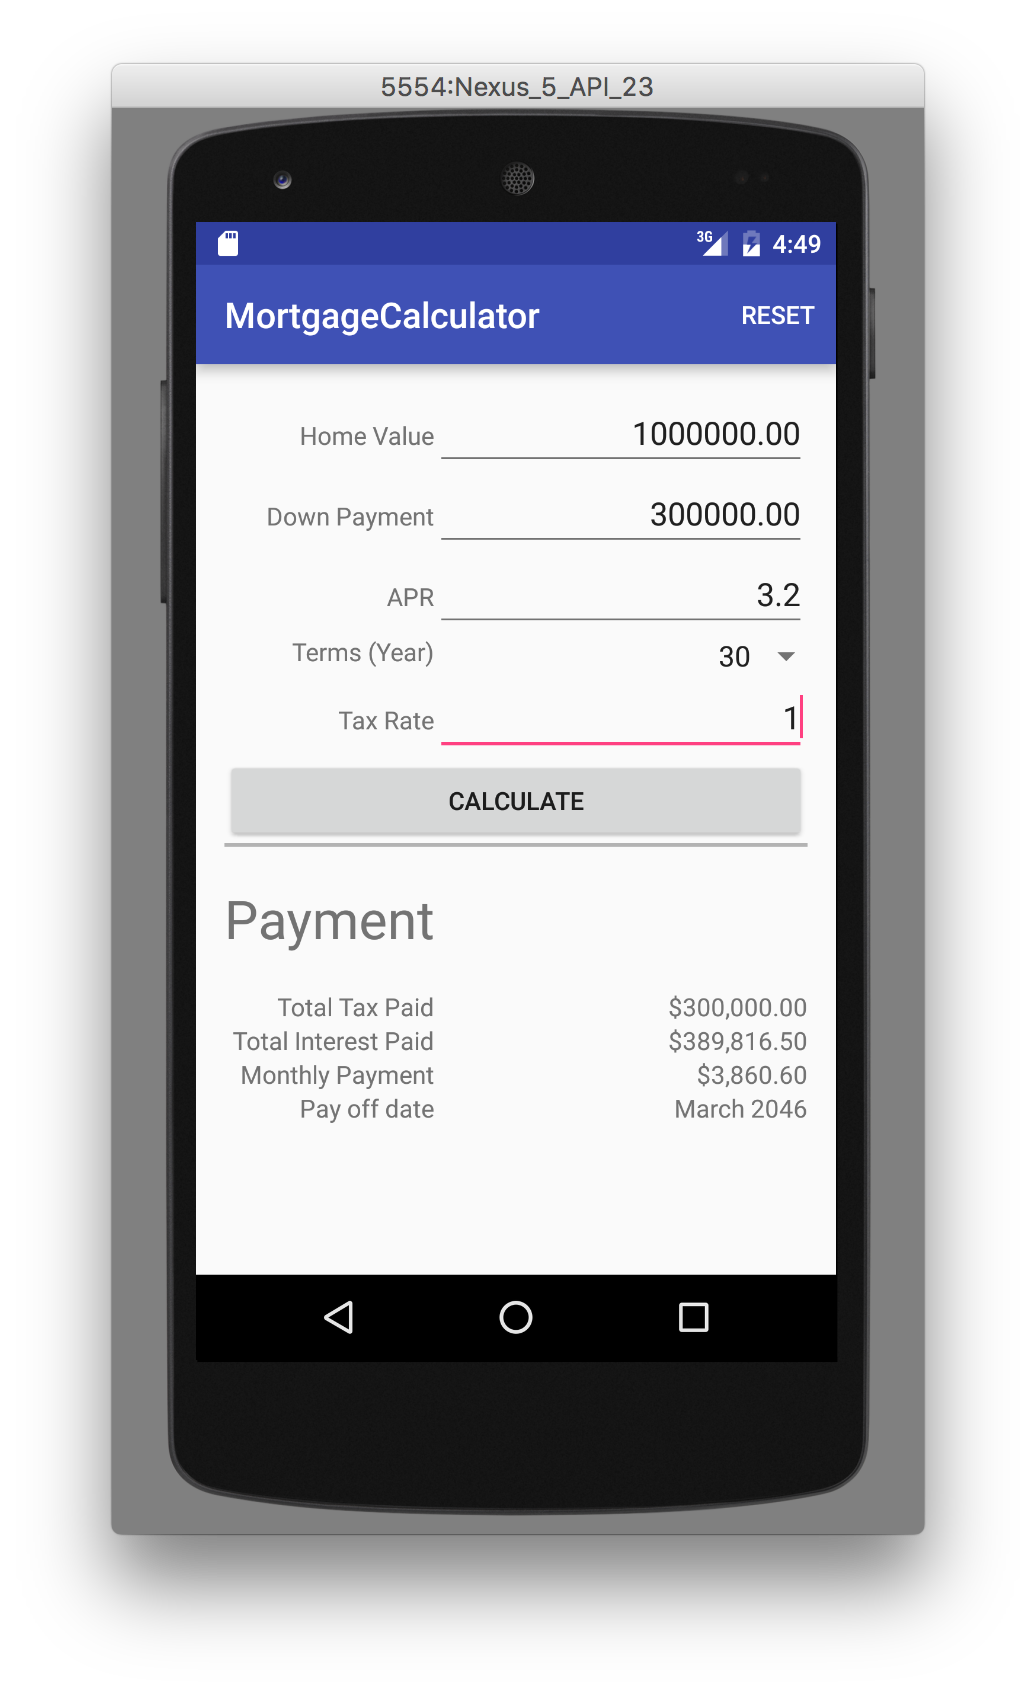 5554:Nexus_5_API_23
3G 4:49
MortgageCalculator RESET
Home Value 1000000.00
Down Payment 300000.00
APR 3.2
Terms (Year) 30
Tax Rate 1
CALCULATE
Payment
Total Tax Paid $300,000.00
Total Interest Paid $389,816.50
Monthly Payment $3,860.60
Pay off date March 2046